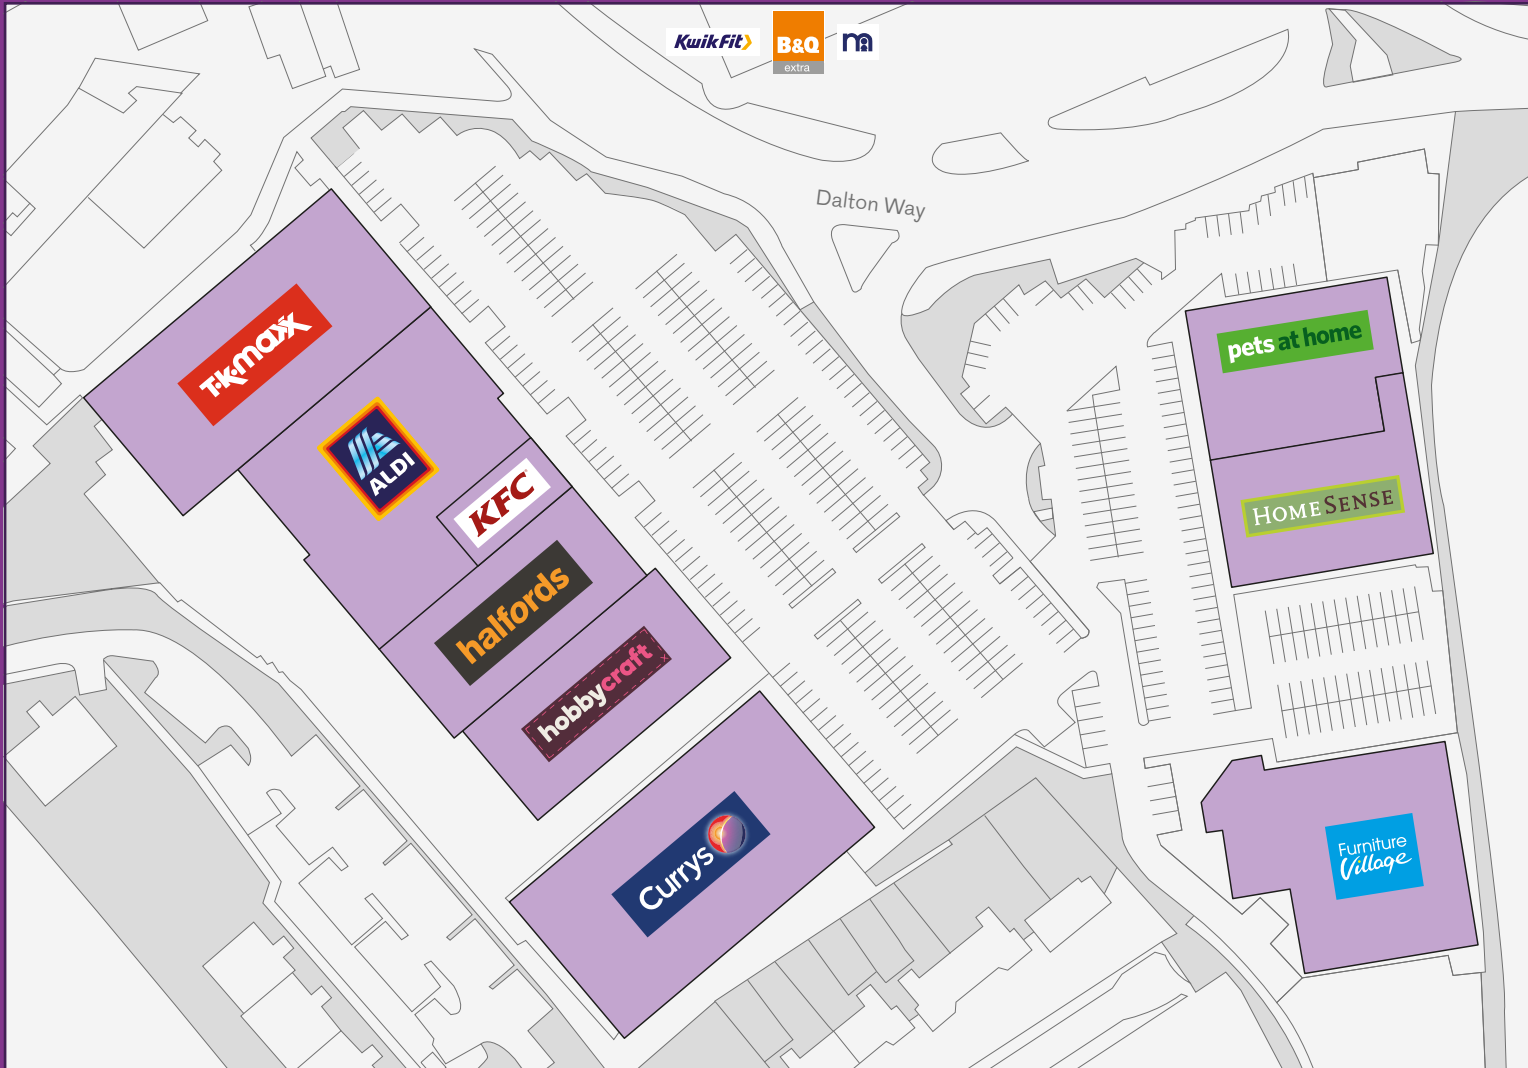 KwikFit
B&Q
extra
m
Dalton Way
T·K·maxx
ALDI
KFC
halfords
hobbycraft
Currys
pets at home
HOMESENSE
Furniture
Village